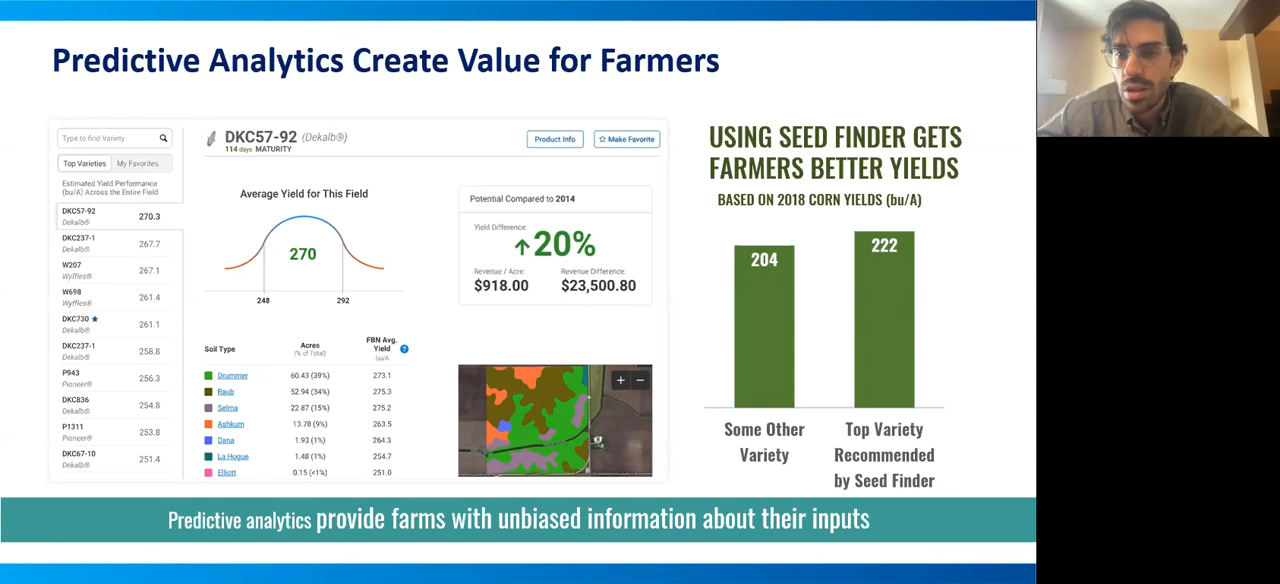 Predictive Analytics Create Value for Farmers
Type to find Variety
Top Varieties My Favorites
Estimated Yield Performance
(bu/A) Across the Entire Field
DKC57-92 270.3
Dekalb®
DKC237-1 267.7
Dekalb®
W207 267.1
Wyffles®
W698 261.4
Wyffles®
DKC730 ★ 261.1
Dekalb®
DKC237-1 258.8
Dekalb®
P943 256.3
Pioneer®
DKC836 254.8
Dekalb®
P1311 253.8
Pioneer®
DKC67-10 251.4
Dekalb®
DKC57-92 (Dekalb®)
114 days MATURITY
Product Info
☆ Make Favorite
Average Yield for This Field
270
248 292
Potential Compared to 2014
Yield Difference:
↑20%
Revenue / Acre: Revenue Difference:
$918.00 $23,500.80
Soil Type Acres (% of Total) FBN Avg. Yield bu/A ?
Drummer 60.43 (39%) 273.1
Raub 52.94 (34%) 275.3
Selma 22.87 (15%) 275.2
Ashkum 13.78 (9%) 263.5
Dana 1.93 (1%) 264.3
La Hogue 1.48 (1%) 254.7
Elliott 0.15 (<1%) 251.0
+ −
USING SEED FINDER GETS
FARMERS BETTER YIELDS
BASED ON 2018 CORN YIELDS (bu/A)
204
222
Some Other
Variety
Top Variety
Recommended
by Seed Finder
Predictive analytics provide farms with unbiased information about their inputs